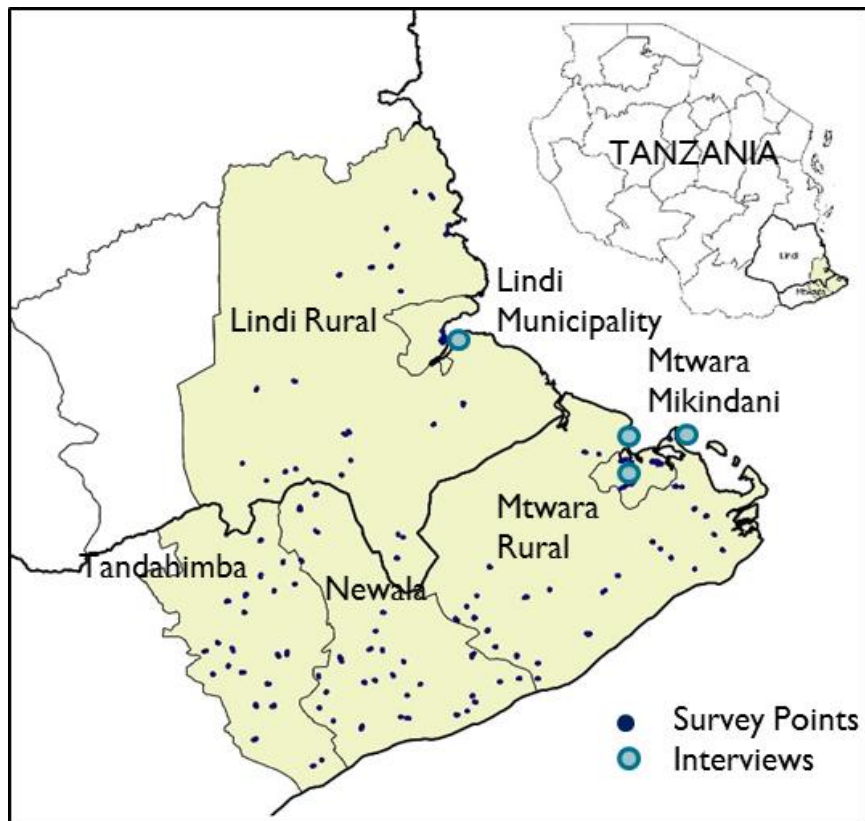 TANZANIA
Lindi
Mtwara
Lindi
Municipality
Lindi Rural
Mtwara
Mikindani
Mtwara
Rural
Tandahimba
Newala
Survey Points
Interviews